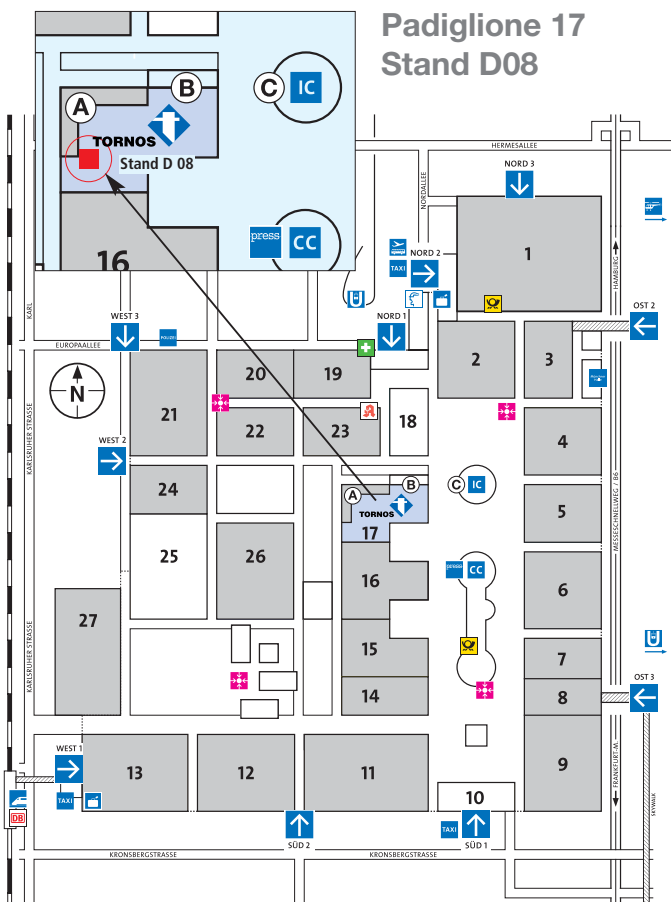 Padiglione 17
Stand D08
A
B
C
IC
TORNOS
Stand D 08
press
CC
16
HERMESALLEE
NORD 3
NORDALLEE
1
HAMBURG
NORD 2
TAXI
OST 2
KARL
WEST 3
POLIZEI
NORD 1
EUROPAALLEE
N
20
19
2
3
21
18
22
23
4
KARLSRUHER STRASSE
WEST 2
24
A
B
C
IC
TORNOS
17
5
MESSESCHNELLWEG / B6
25
26
16
press
CC
6
27
KARLSRUHER STRASSE
15
7
14
8
OST 3
WEST 1
13
12
11
9
10
FRANKFURT-M.
SKYWALK
TAXI
DB
TAXI
SÜD 2
SÜD 1
KRONSBERGSTRASSE
KRONSBERGSTRASSE